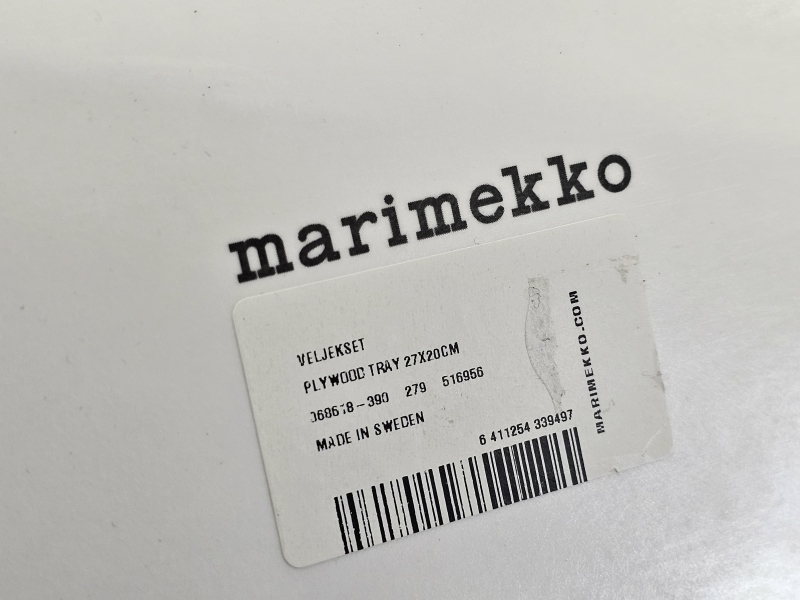 marimekko
VELJEKSET
PLYWOOD TRAY 27X20CM
068618-390 279 516956
MADE IN SWEDEN
6 411254 339497
MARIMEKKO.COM